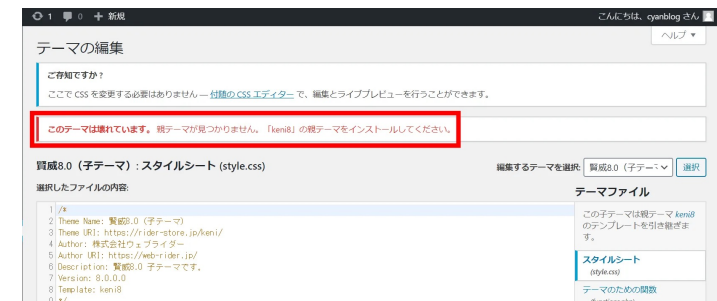 1 0 + 新規 こんにちは、cyanblog さん
ヘルプ ▼
テーマの編集
ご存知ですか?
ここで CSS を変更する必要はありません — 付随の CSS エディター で、編集とライブプレビューを行うことができます。
このテーマは壊れています。 親テーマが見つかりません。「keni8」の親テーマをインストールしてください。
賢威8.0(子テーマ): スタイルシート (style.css) 編集するテーマを選択: 賢威8.0(子テー 選択
選択したファイルの内容: テーマファイル
1 /*
2 Theme Name: 賢威8.0(子テーマ)
3 Theme URI: https://rider-store.jp/keni/
4 Author: 株式会社ウェブライダー
5 Author URI: https://web-rider.jp/
6 Description: 賢威8.0 子テーマです。
7 Version: 8.0.0.0
8 Template: keni8
9 */
この子テーマは親テーマ keni8
のテンプレートを引き継ぎま
す。
スタイルシート
(style.css)
テーマのための関数